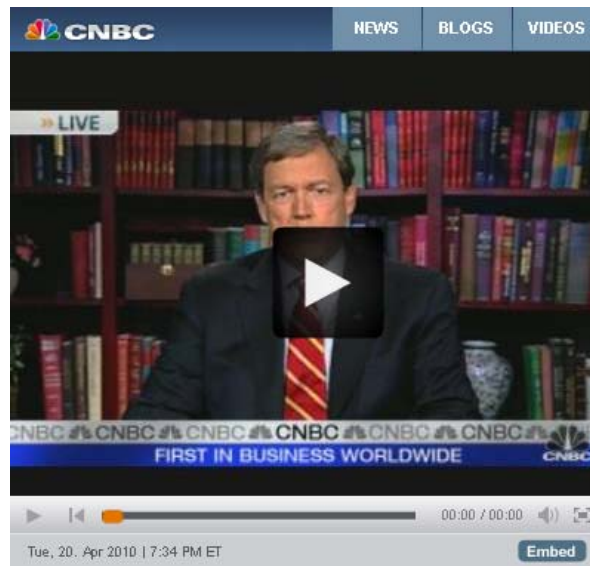 CNBC NEWS BLOGS VIDEOS
» LIVE
CNBC CNBC CNBC CNBC CNBC CNBC
FIRST IN BUSINESS WORLDWIDE CNBC
00:00 / 00:00
Tue, 20. Apr 2010 | 7:34 PM ET Embed